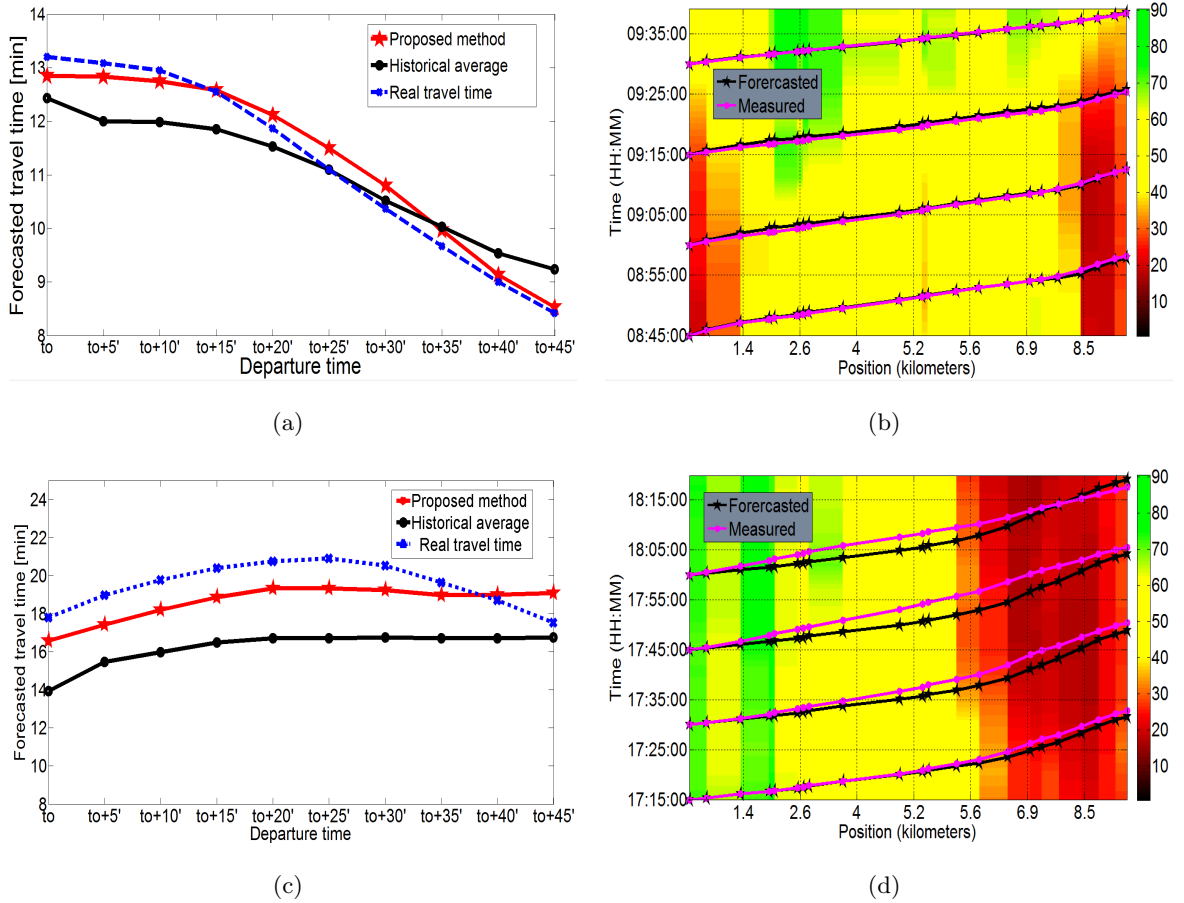 14
13
12
11
10
9
8
Forecasted travel time [min]
Proposed method
Historical average
Real travel time
to to+5' to+10' to+15' to+20' to+25' to+30' to+35' to+40' to+45'
Departure time
(a)
09:35:00
09:25:00
09:15:00
09:05:00
08:55:00
08:45:00
Time (HH:MM)
Forercasted
Measured
1.4 2.6 4 5.2 5.6 6.9 8.5
Position (kilometers)
90
80
70
60
50
40
30
20
10
(b)
24
22
20
18
16
14
12
10
8
Forecasted travel time [min]
Proposed method
Historical average
Real travel time
to to+5' to+10' to+15' to+20' to+25' to+30' to+35' to+40' to+45'
Departure time
(c)
18:15:00
18:05:00
17:55:00
17:45:00
17:35:00
17:25:00
17:15:00
Time (HH:MM)
Forercasted
Measured
1.4 2.6 4 5.2 5.6 6.9 8.5
Position (kilometers)
90
80
70
60
50
40
30
20
10
(d)